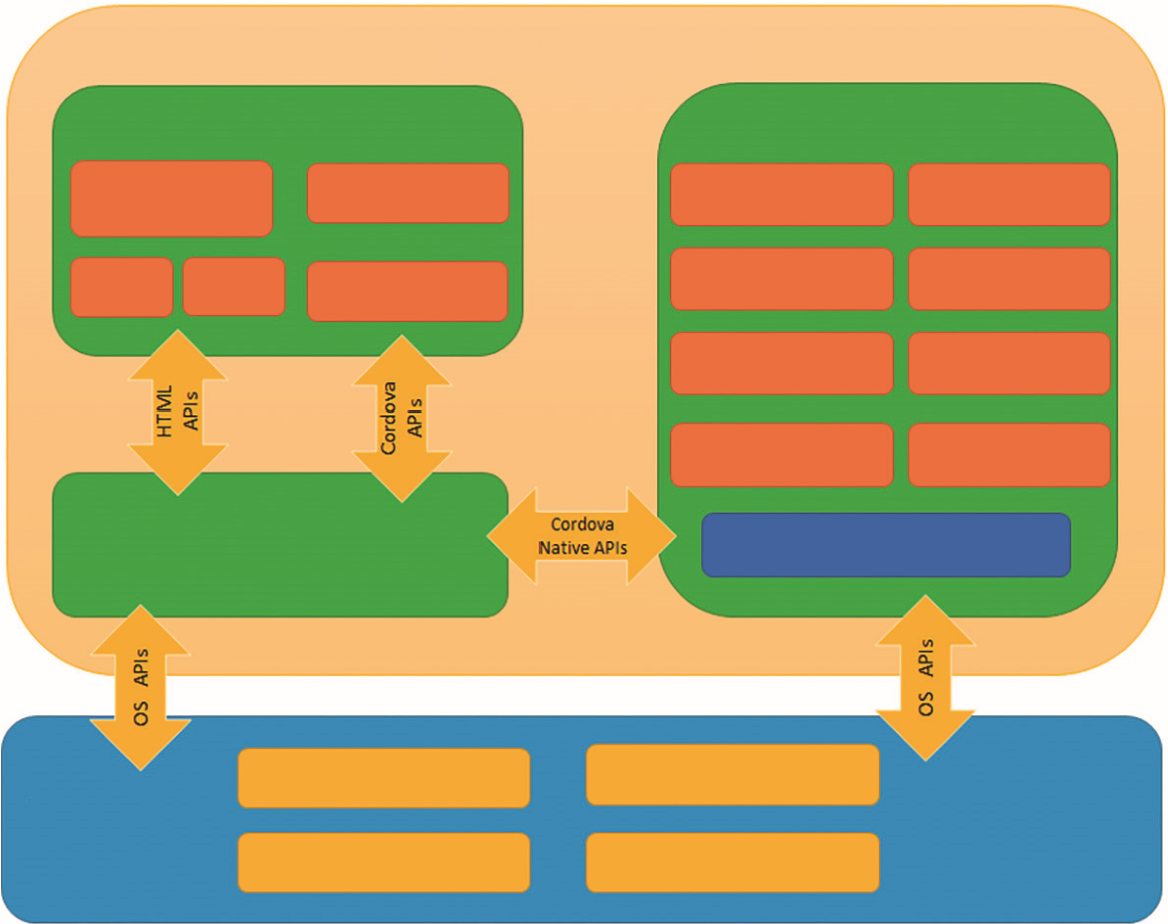 HTML
APIs
Cordova
APIs
Cordova
Native APIs
OS APIs
OS APIs